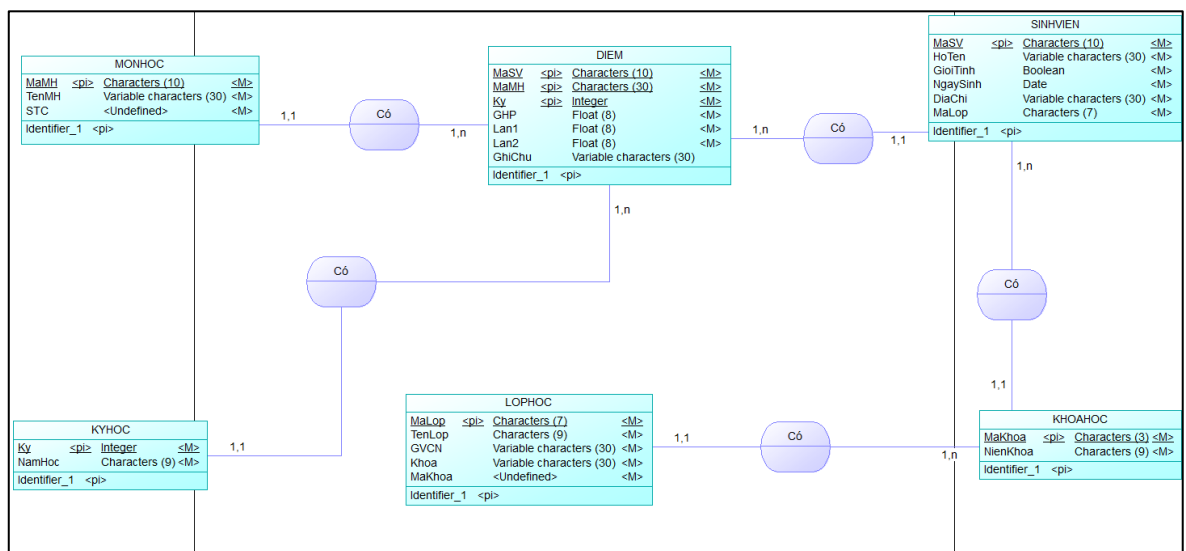 MONHOC
MaMH <pi> Characters (10) <M>
TenMH Variable characters (30) <M>
STC <Undefined> <M>
Identifier_1 <pi>
1,1
Có
1,n
DIEM
MaSV <pi> Characters (10) <M>
MaMH <pi> Characters (30) <M>
Ky <pi> Integer <M>
GHP Float (8) <M>
Lan1 Float (8) <M>
Lan2 Float (8) <M>
GhiChu Variable characters (30)
Identifier_1 <pi>
1,n
Có
1,1
SINHVIEN
MaSV <pi> Characters (10) <M>
HoTen Variable characters (30) <M>
GioiTinh Boolean <M>
NgaySinh Date <M>
DiaChi Variable characters (30) <M>
MaLop Characters (7) <M>
Identifier_1 <pi>
1,n
Có
1,1
1,n
Có
1,1
KYHOC
Ky <pi> Integer <M>
NamHoc Characters (9) <M>
Identifier_1 <pi>
LOPHOC
MaLop <pi> Characters (7) <M>
TenLop Characters (9) <M>
GVCN Variable characters (30) <M>
Khoa Variable characters (30) <M>
MaKhoa <Undefined> <M>
Identifier_1 <pi>
1,1
Có
1,n
KHOAHOC
MaKhoa <pi> Characters (3) <M>
NienKhoa Characters (9) <M>
Identifier_1 <pi>